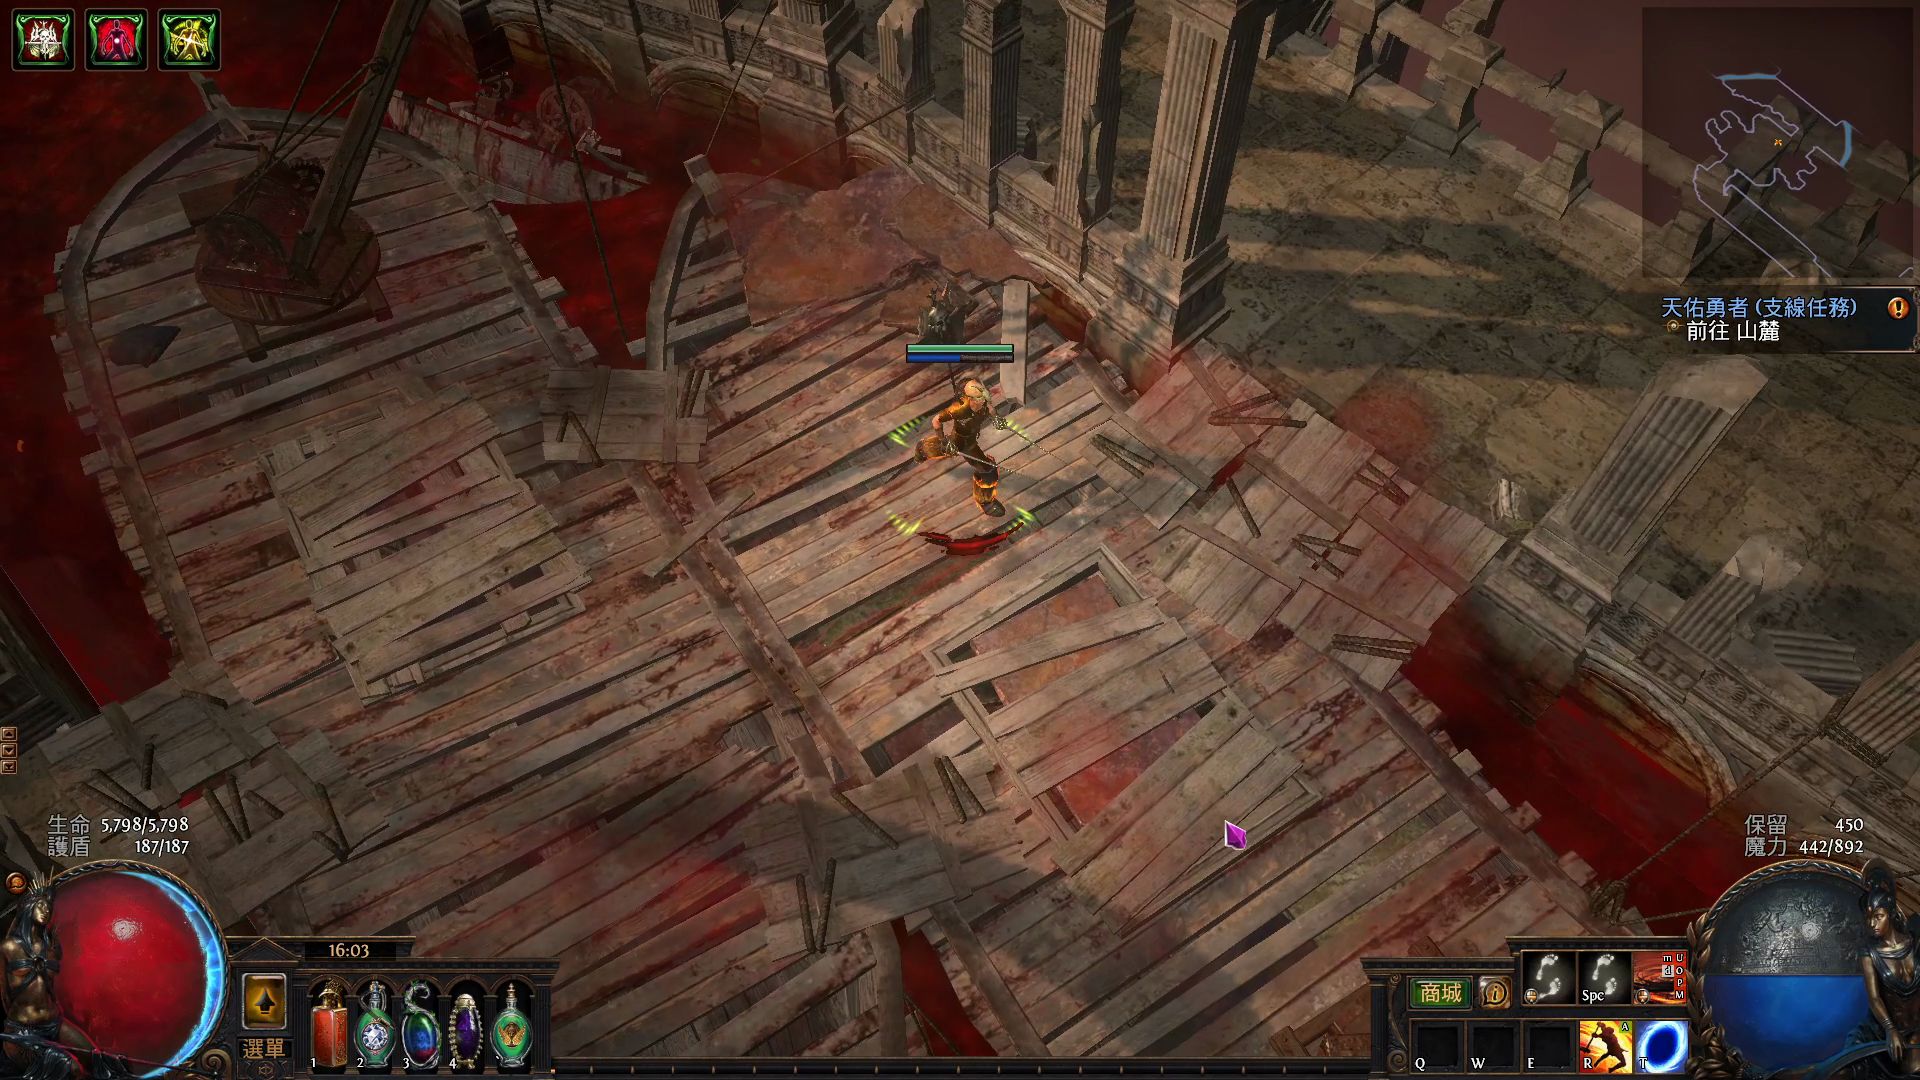 天佑勇者 (支線任務)
前往 山麓
生命 5,798/5,798
護盾 187/187
保留 450
魔力 442/892
16:03
選單
1 2 3 4
商城
Spc
m U
d O
P
M
A
Q W E R T